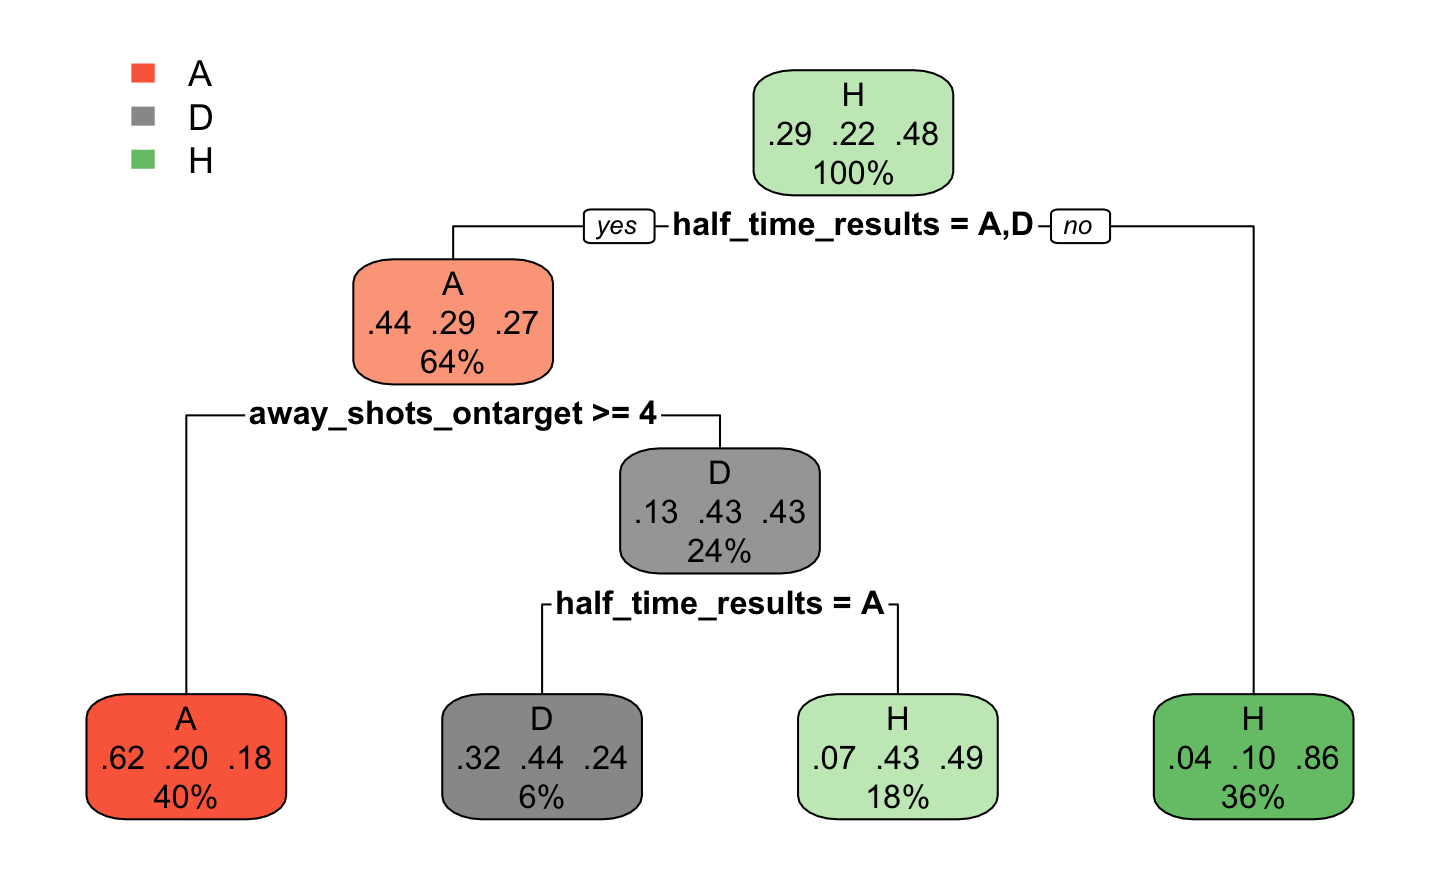 A
D
H
H
.29 .22 .48
100%
yes half_time_results = A,D no
A
.44 .29 .27
64%
away_shots_ontarget >= 4
D
.13 .43 .43
24%
half_time_results = A
A
.62 .20 .18
40%
D
.32 .44 .24
6%
H
.07 .43 .49
18%
H
.04 .10 .86
36%